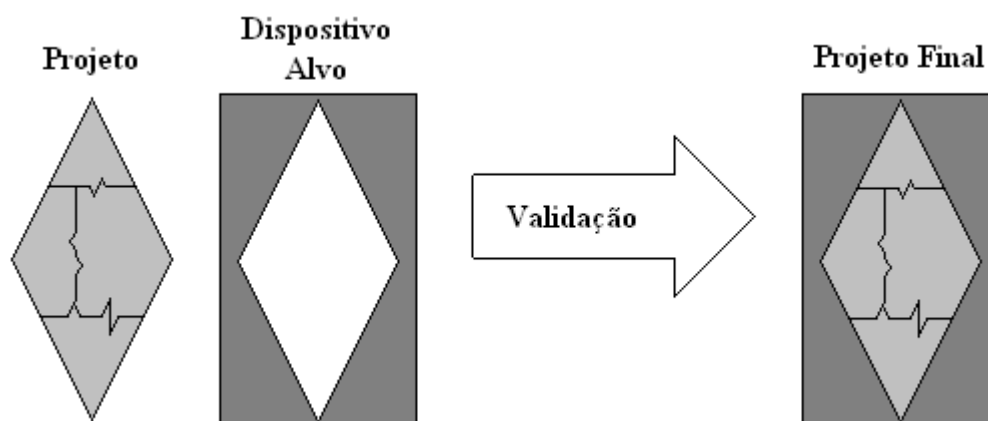 Projeto
Dispositivo
Alvo
Validação
Projeto Final